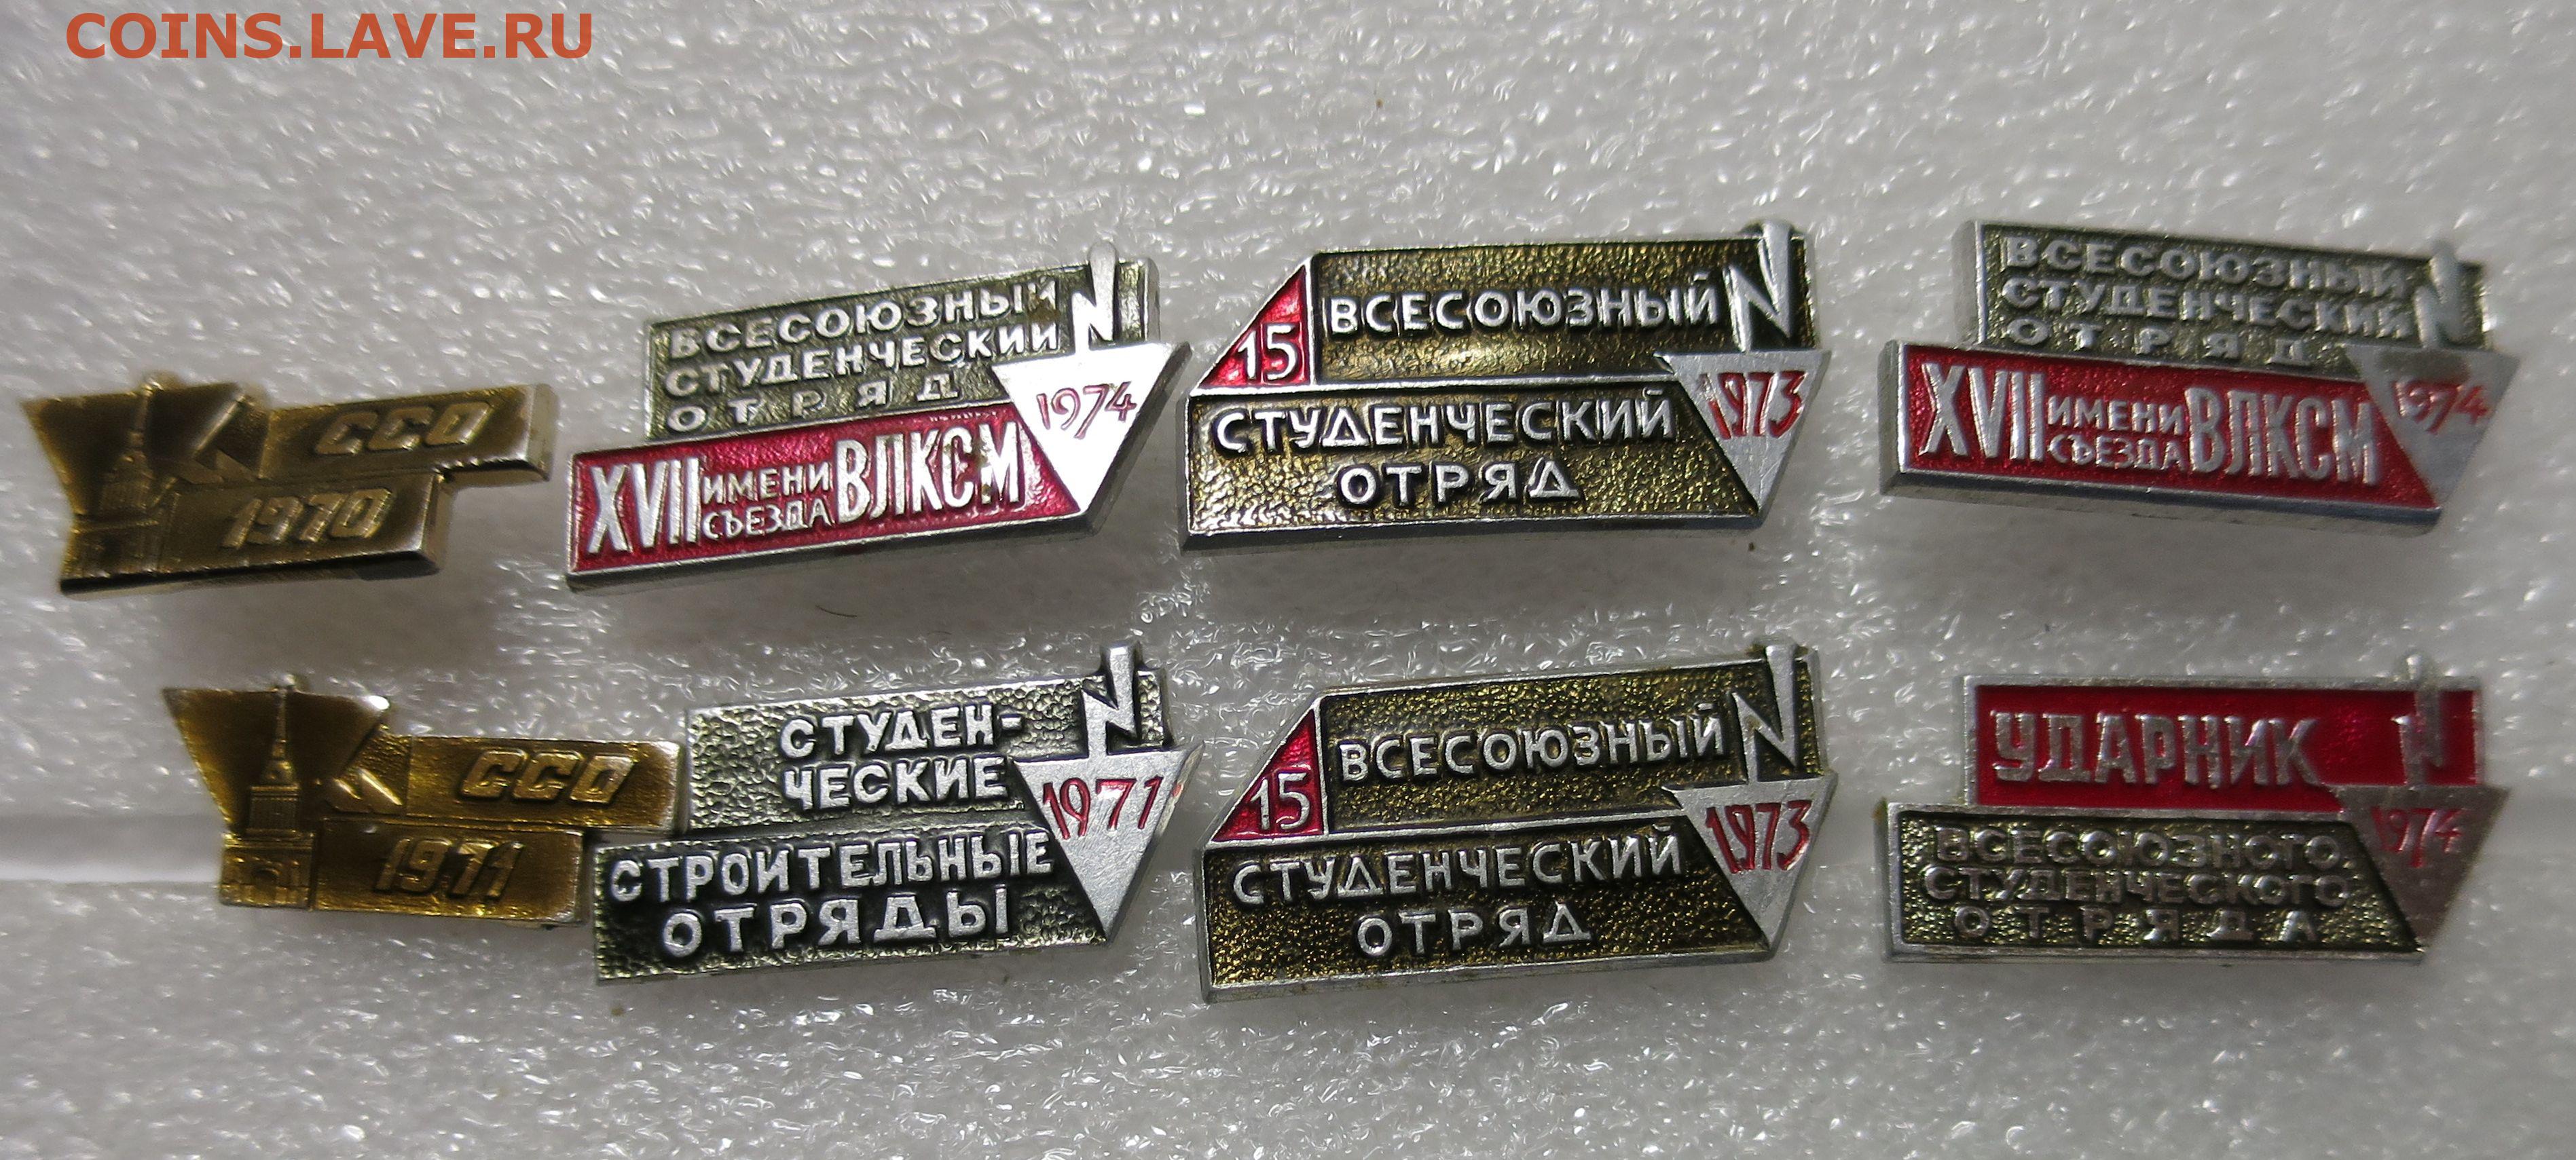 COINS.LAVE.RU
ССО
1970
ВСЕСОЮЗНЫЙ
СТУДЕНЧЕСКИЙ
ОТРЯД
1974
XVII ИМЕНИ СЪЕЗДА ВЛКСМ
15
ВСЕСОЮЗНЫЙ
1973
СТУДЕНЧЕСКИЙ
ОТРЯД
ВСЕСОЮЗНЫЙ
СТУДЕНЧЕСКИЙ
ОТРЯД
1974
XVII ИМЕНИ СЪЕЗДА ВЛКСМ
ССО
1971
СТУДЕН-
ЧЕСКИЕ
1971
СТРОИТЕЛЬНЫЕ
ОТРЯДЫ
15
ВСЕСОЮЗНЫЙ
1973
СТУДЕНЧЕСКИЙ
ОТРЯД
УДАРНИК
1974
ВСЕСОЮЗНОГО
СТУДЕНЧЕСКОГО
ОТРЯДА